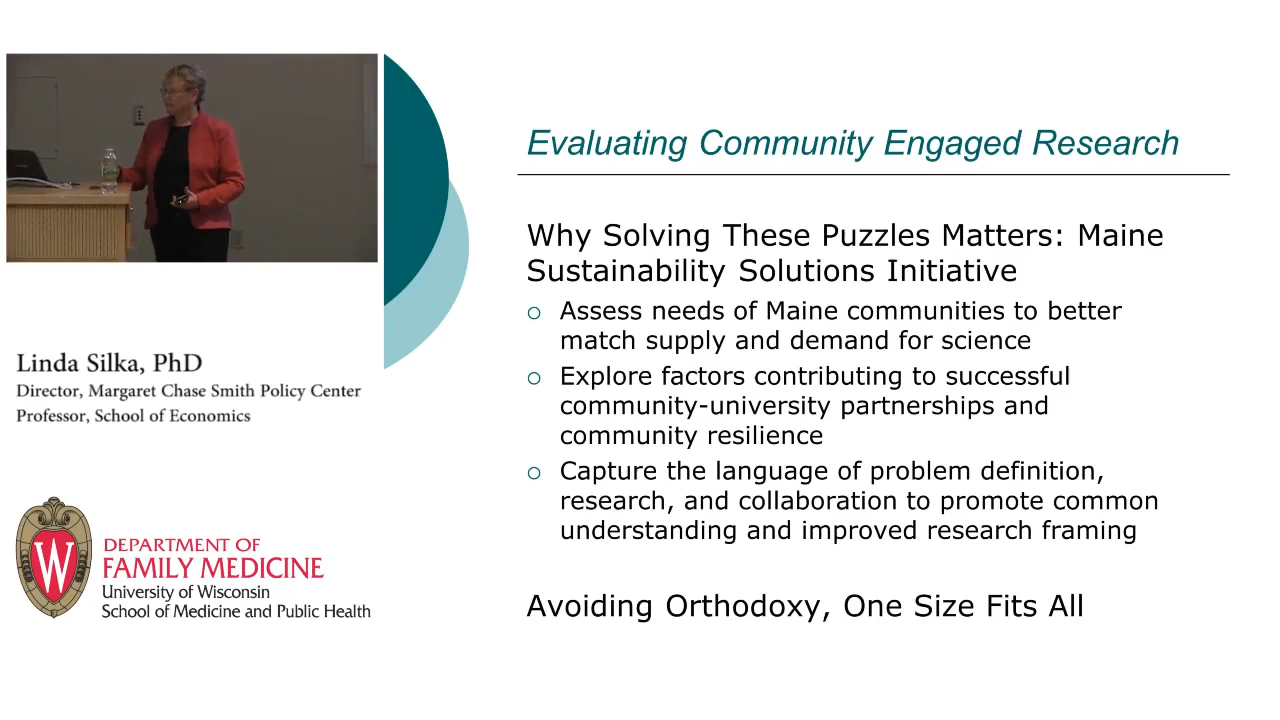 Evaluating Community Engaged Research
Why Solving These Puzzles Matters: Maine
Sustainability Solutions Initiative
Assess needs of Maine communities to better
match supply and demand for science
Explore factors contributing to successful
community-university partnerships and
community resilience
Capture the language of problem definition,
research, and collaboration to promote common
understanding and improved research framing
Avoiding Orthodoxy, One Size Fits All
Linda Silka, PhD
Director, Margaret Chase Smith Policy Center
Professor, School of Economics
W
DEPARTMENT OF
FAMILY MEDICINE
University of Wisconsin
School of Medicine and Public Health